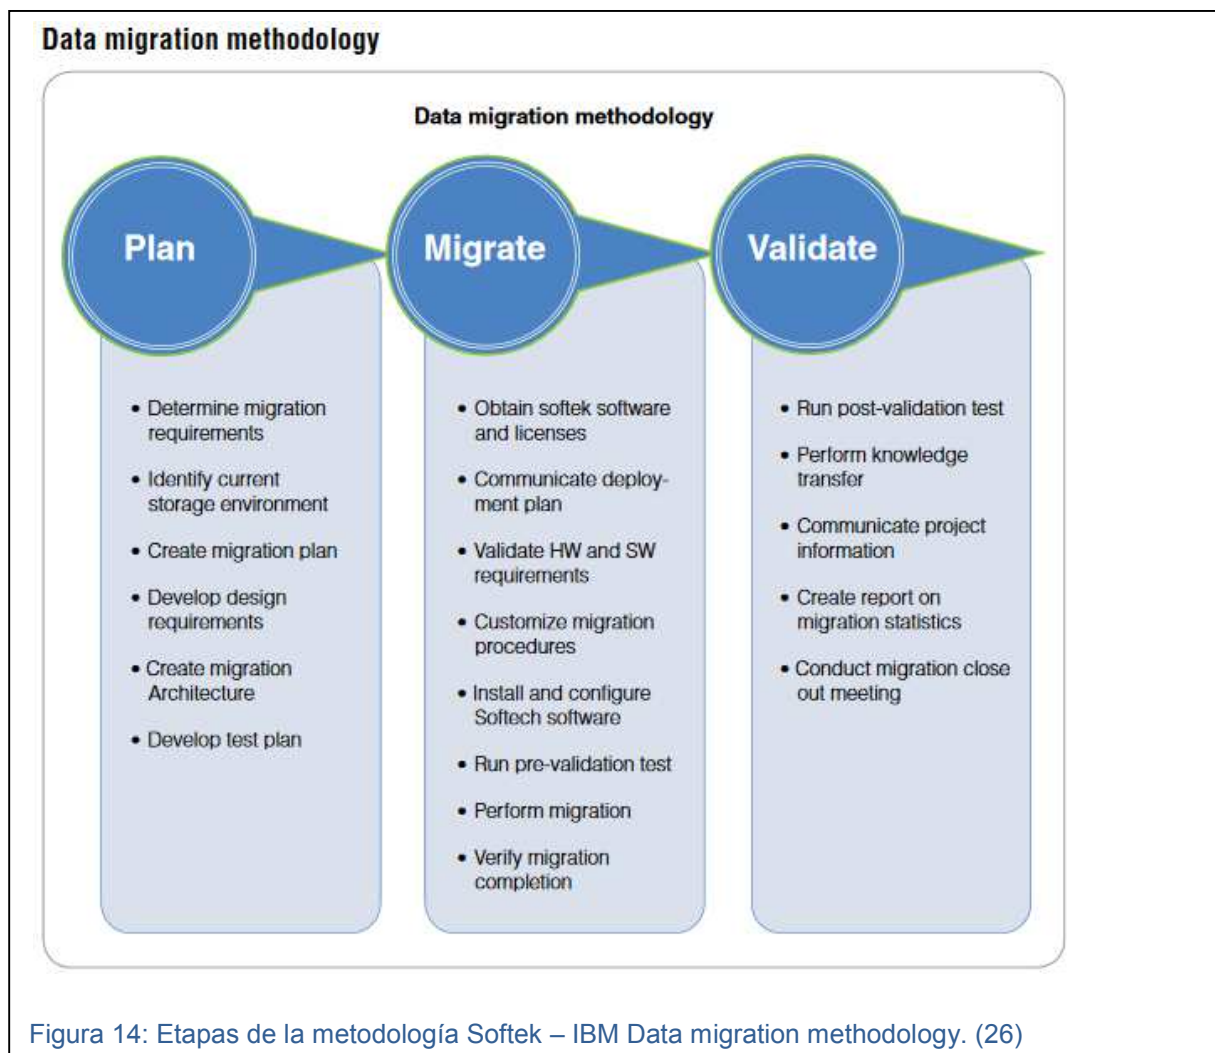 Data migration methodology
Data migration methodology
Plan
• Determine migration
requirements
• Identify current
storage environment
• Create migration plan
• Develop design
requirements
• Create migration
Architecture
• Develop test plan
Migrate
• Obtain softek software
and licenses
• Communicate deploy-
ment plan
• Validate HW and SW
requirements
• Customize migration
procedures
• Install and configure
Softech software
• Run pre-validation test
• Perform migration
• Verify migration
completion
Validate
• Run post-validation test
• Perform knowledge
transfer
• Communicate project
information
• Create report on
migration statistics
• Conduct migration close
out meeting
Figura 14: Etapas de la metodología Softek – IBM Data migration methodology. (26)